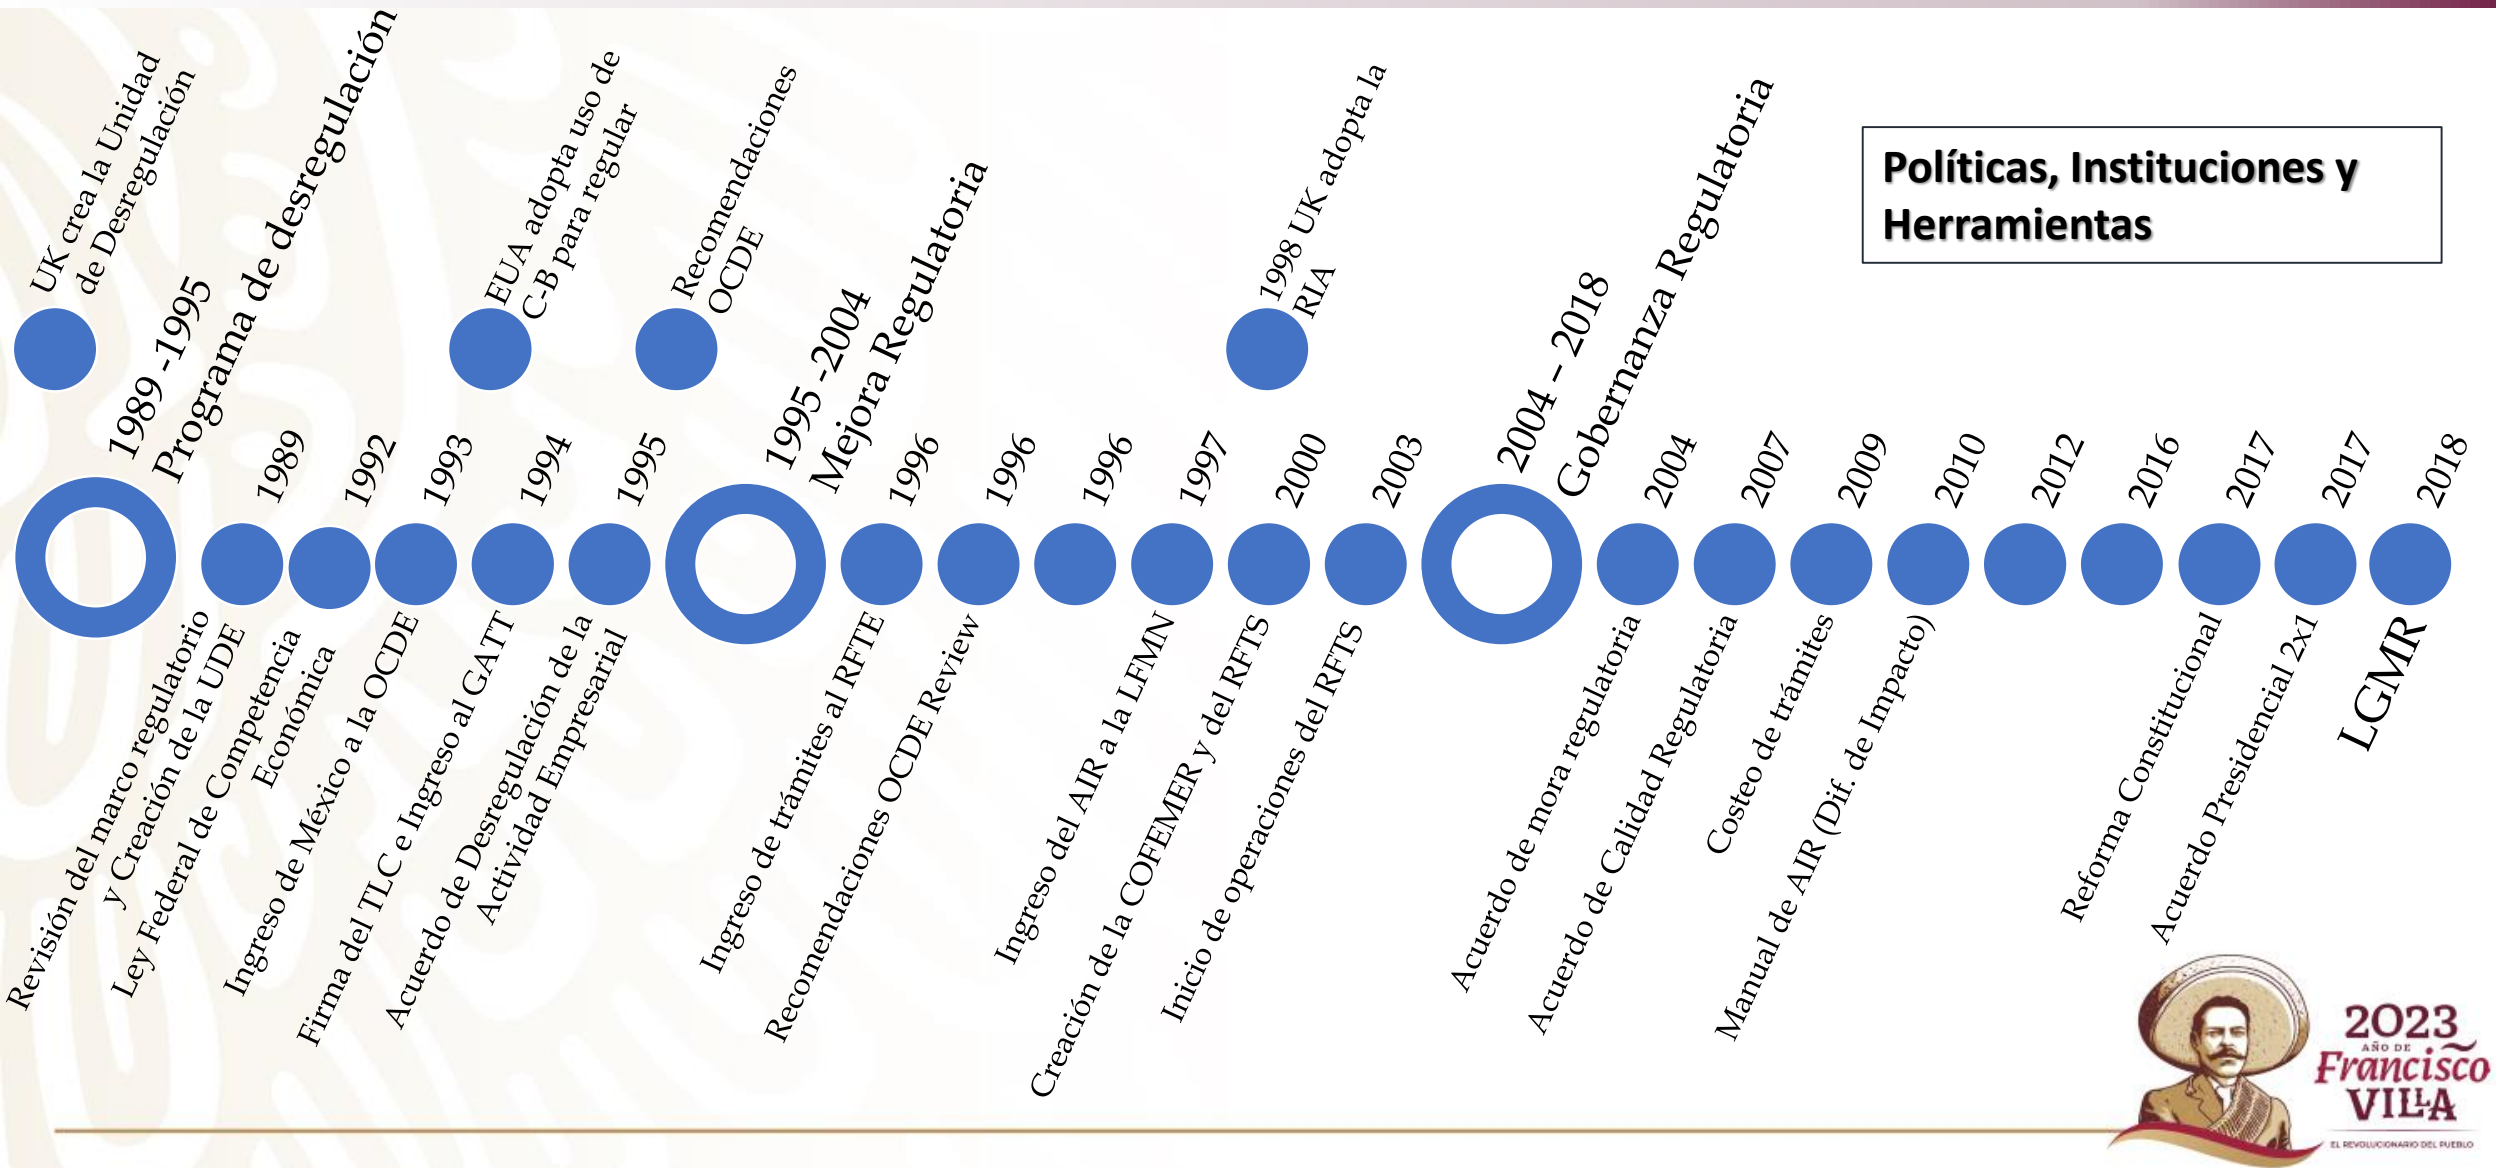 UK crea la Unidad
de Desregulación
1989 -1995
Programa de desregulación
EUA adopta uso de
C-B para regular
Recomendaciones
OCDE
1995 -2004
Mejora Regulatoria
1998 UK adopta la
RIA
2004 – 2018
Gobernanza Regulatoria
Políticas, Instituciones y
Herramientas
1989
Revisión del marco regulatorio
y Creación de la UDE
1992
Ley Federal de Competencia
Económica
1993
Ingreso de México a la OCDE
1994
Firma del TLC e Ingreso al GATT
1995
Acuerdo de Desregulación de la
Actividad Empresarial
1996
Ingreso de trámites al RFTE
1996
Recomendaciones OCDE Review
1996
1997
Ingreso del AIR a la LFMN
2000
Creación de la COFEMER y del RFTS
2003
Inicio de operaciones del RFTS
2004
Acuerdo de mora regulatoria
2007
Acuerdo de Calidad Regulatoria
2009
Costeo de trámites
2010
Manual de AIR (Dif. de Impacto)
2012
2016
2017
Reforma Constitucional
2017
Acuerdo Presidencial 2x1
2018
LGMR
2023
AÑO DE
Francisco
VILLA
EL REVOLUCIONARIO DEL PUEBLO